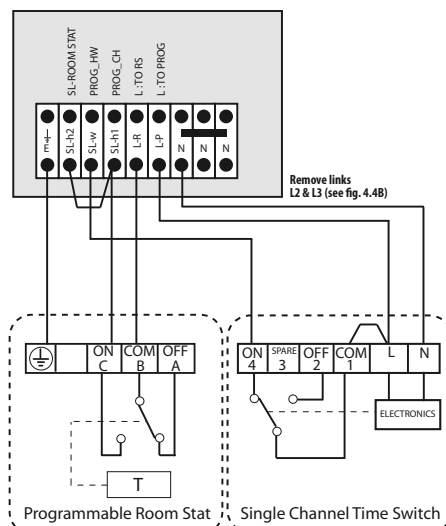 SL-ROOM STAT
PROG_HW
PROG_CH
L :TO RS
L :TO PROG
E
SL-h2
SL-w
SL-h1
L-R
L-P
N
N
N
Remove links
L2 & L3 (see fig. 4.4B)
ON
C
COM
B
OFF
A
ON
4
SPARE
3
OFF
2
COM
1
L
N
ELECTRONICS
T
Programmable Room Stat
Single Channel Time Switch